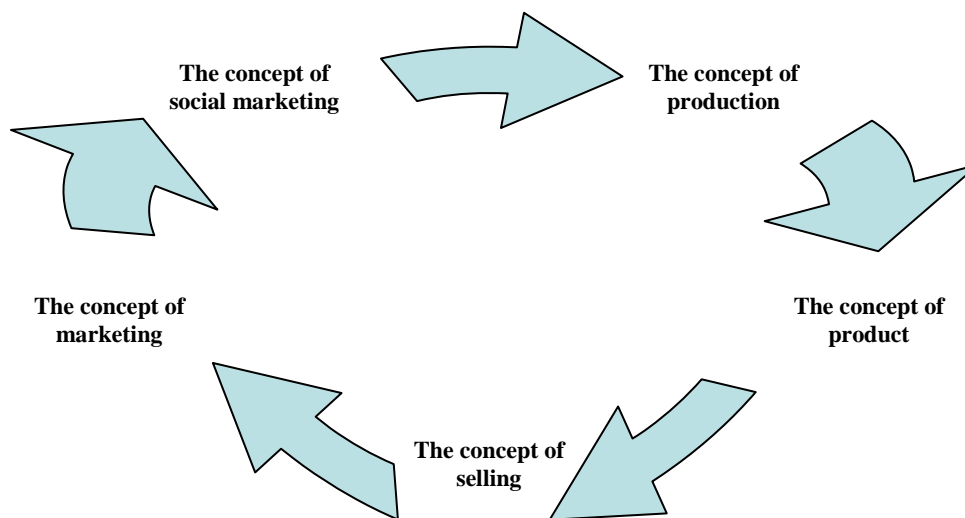 The concept of
social marketing
The concept of
production
The concept of
product
The concept of
selling
The concept of
marketing